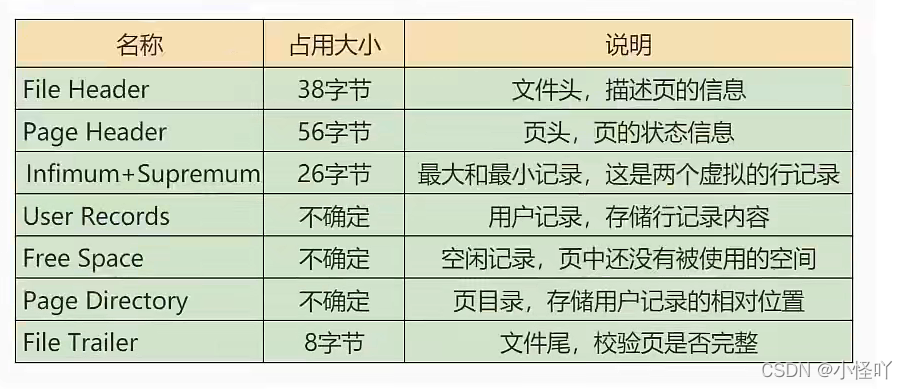 名称 占用大小 说明
File Header 38字节 文件头，描述页的信息
Page Header 56字节 页头，页的状态信息
Infimum+Supremum 26字节 最大和最小记录，这是两个虚拟的行记录
User Records 不确定 用户记录，存储行记录内容
Free Space 不确定 空闲记录，页中还没有被使用的空间
Page Directory 不确定 页目录，存储用户记录的相对位置
File Trailer 8字节 文件尾，校验页是否完整
CSDN @小怪吖